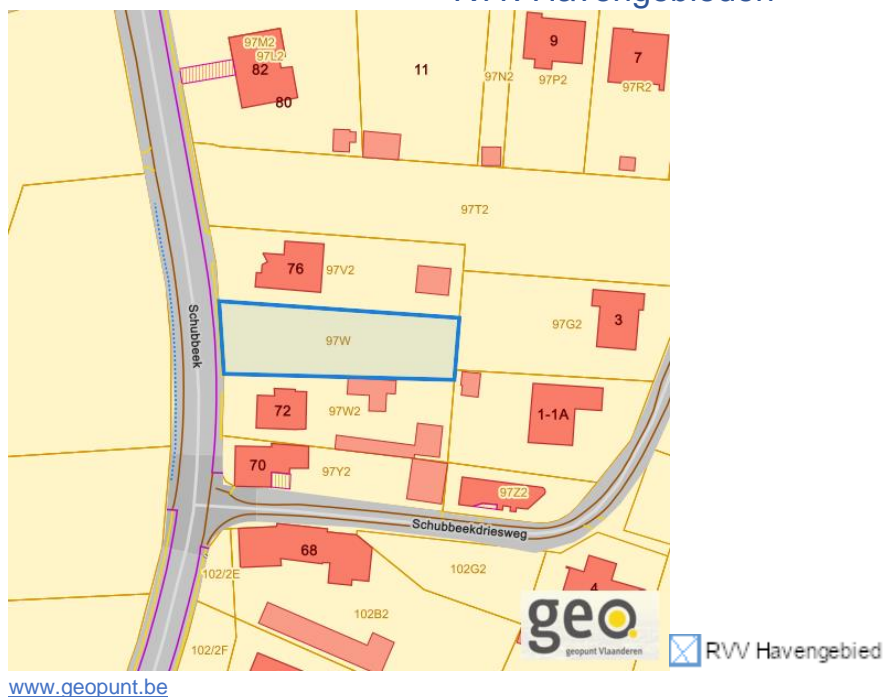 RVV Havengebieden
97M2
97L2
82
80
11
97N2
9
97P2
7
97R2
97T2
76
97V2
97W
97G2
3
Schubbeek
72
97W2
1-1A
70
97Y2
97Z2
Schubbeekdriesweg
68
102/2E
102G2
4
102B2
102/2F
geo
geopunt Vlaanderen
RVV Havengebied
www.geopunt.be